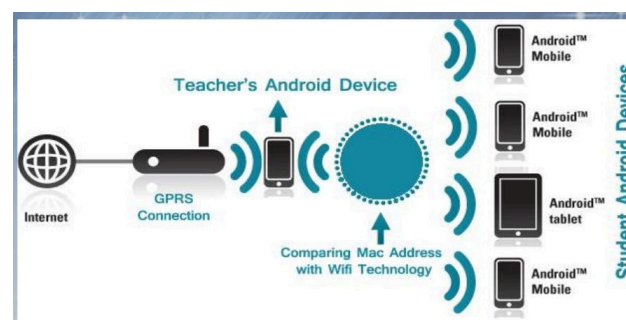 Teacher's Android Device
Internet
GPRS
Connection
Comparing Mac Address
with Wifi Technology
Android™
Mobile
Android™
Mobile
Android™
tablet
Android™
Mobile
Student Android Devices